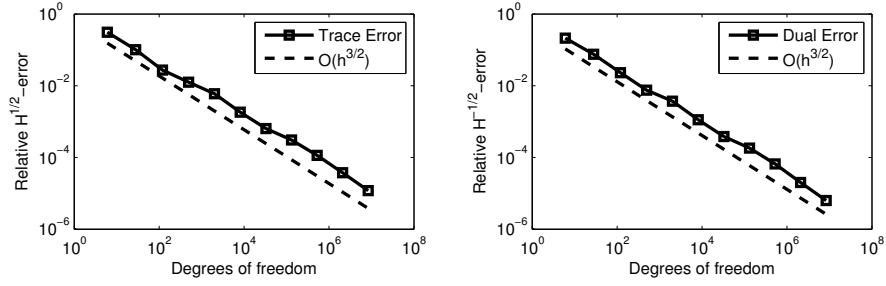 Relative H^{1/2}−error
10^0
10^{−2}
10^{−4}
10^{−6}
10^0 10^2 10^4 10^6 10^8
Degrees of freedom
Trace Error
O(h^{3/2})
Relative H^{−1/2}−error
10^0
10^{−2}
10^{−4}
10^{−6}
10^0 10^2 10^4 10^6 10^8
Degrees of freedom
Dual Error
O(h^{3/2})